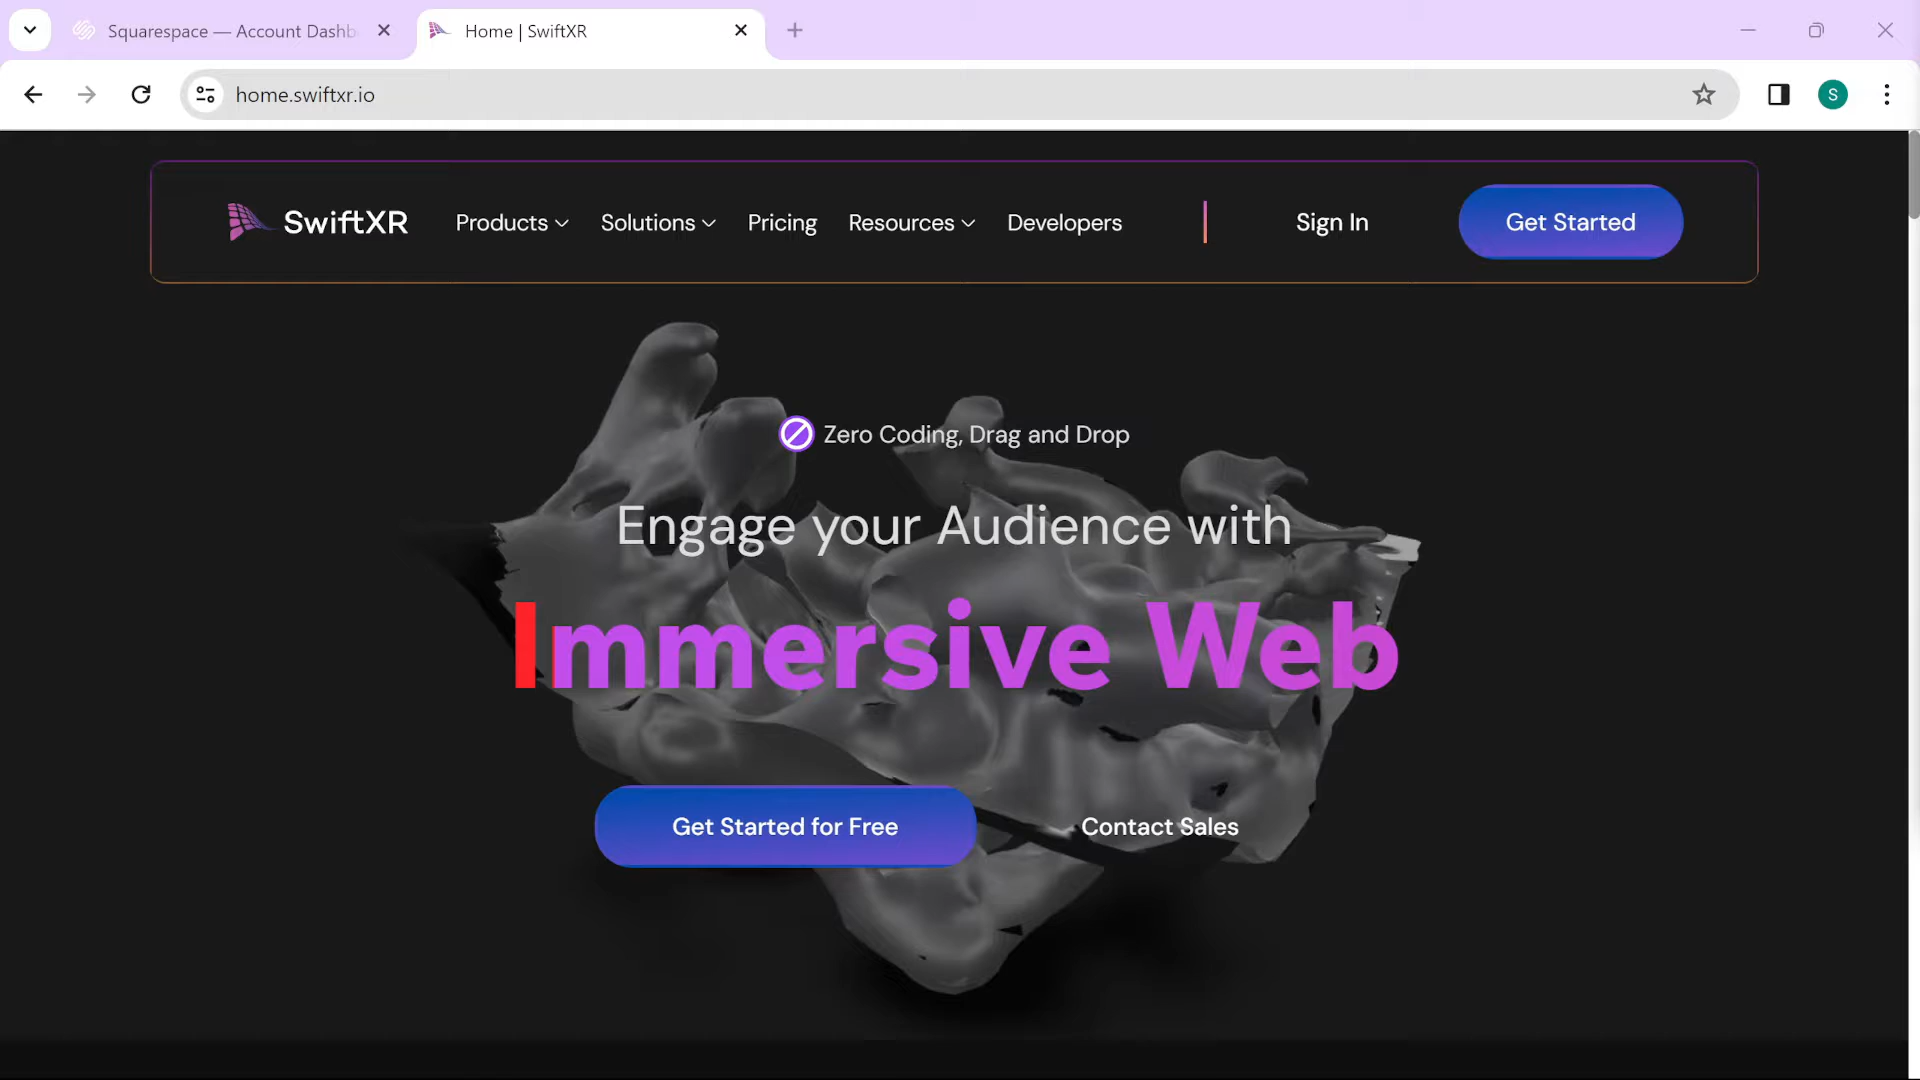 Squarespace — Account Dashb
Home | SwiftXR
home.swiftxr.io
S
SwiftXR
Products
Solutions
Pricing
Resources
Developers
Sign In
Get Started
Zero Coding, Drag and Drop
Engage your Audience with
Immersive Web
Get Started for Free
Contact Sales